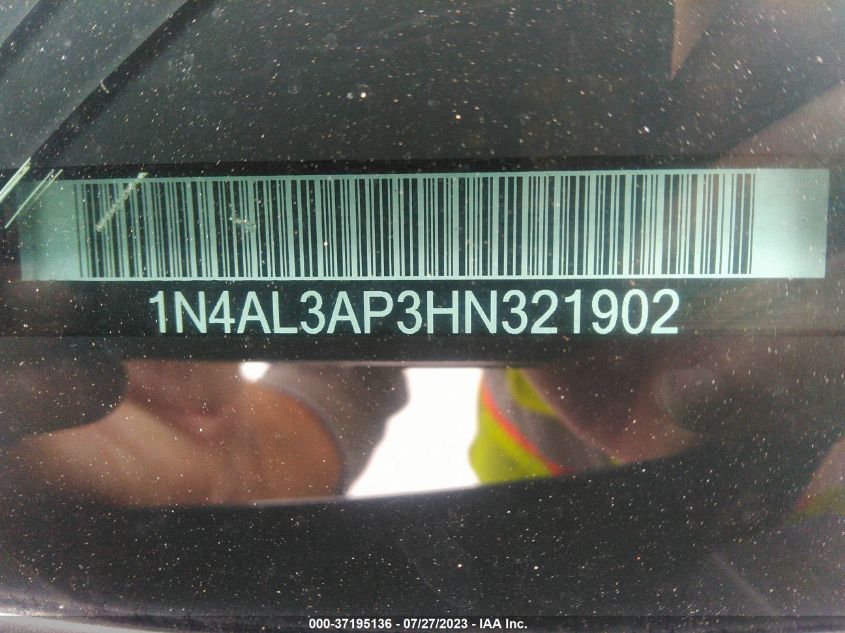 1N4AL3AP3HN321902
000-37195136 - 07/27/2023 - IAA Inc.